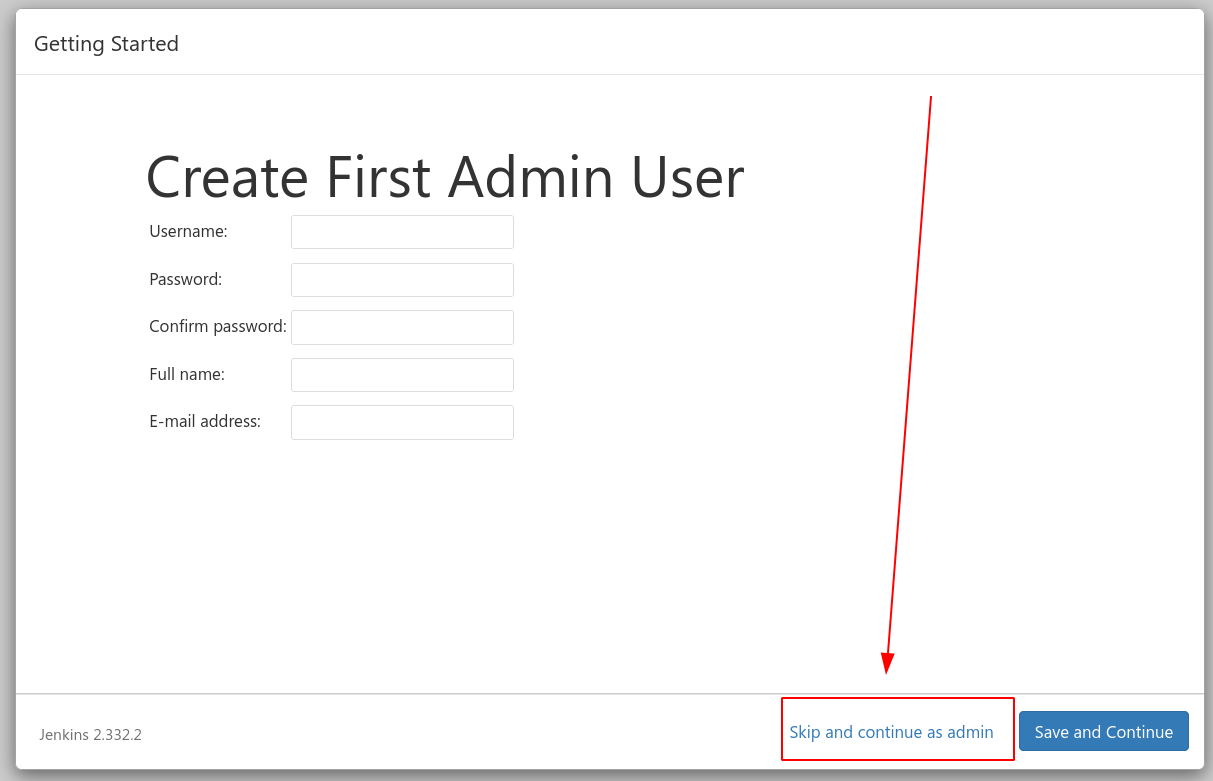 Getting Started
Create First Admin User
Username:
Password:
Confirm password:
Full name:
E-mail address:
Jenkins 2.332.2
Skip and continue as admin
Save and Continue